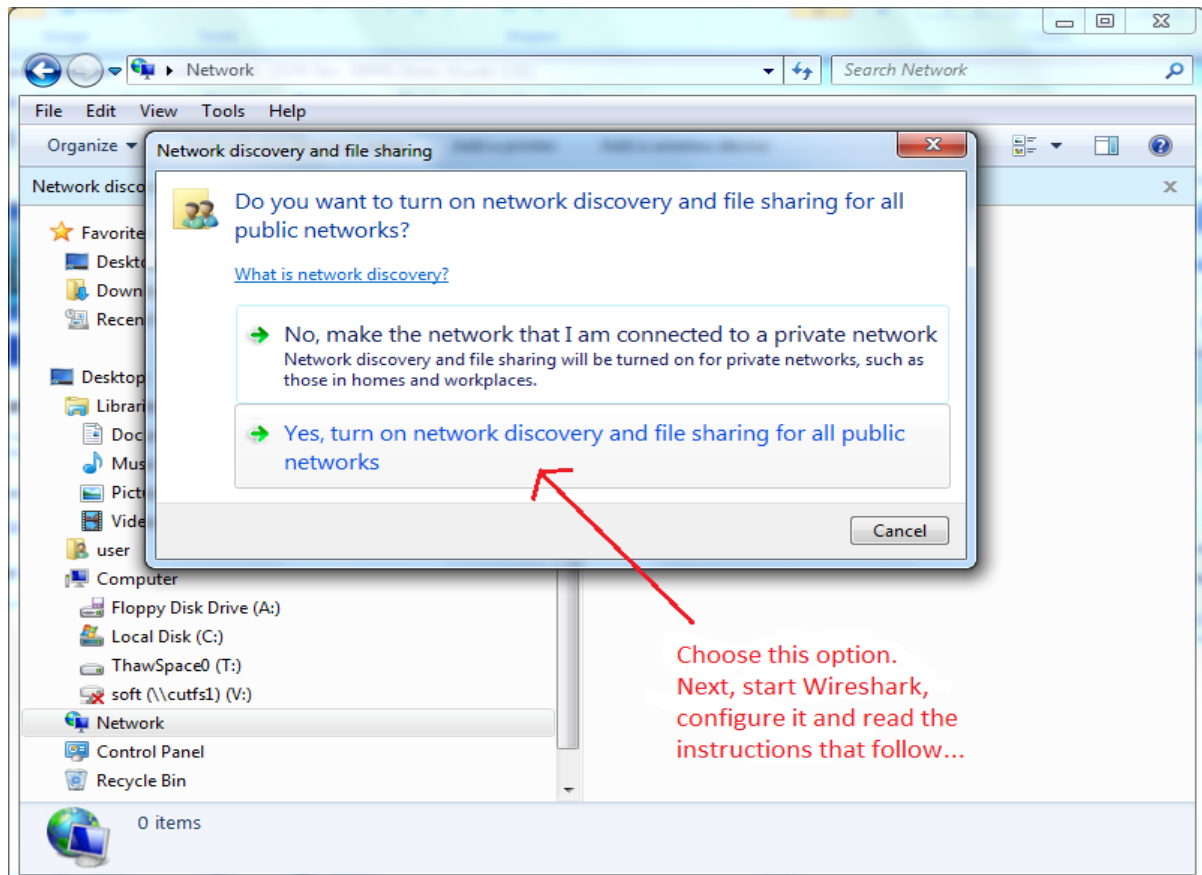 Network
Search Network
File Edit View Tools Help
Organize
Network discovery and file sharing
Network disco
Do you want to turn on network discovery and file sharing for all
public networks?
What is network discovery?
No, make the network that I am connected to a private network
Network discovery and file sharing will be turned on for private networks, such as
those in homes and workplaces.
Yes, turn on network discovery and file sharing for all public
networks
Cancel
Favorite
Deskto
Down
Recen
Desktop
Librari
Doc
Mus
Pictu
Vide
user
Computer
Floppy Disk Drive (A:)
Local Disk (C:)
ThawSpace0 (T:)
soft (\\cutfs1) (V:)
Network
Control Panel
Recycle Bin
Choose this option.
Next, start Wireshark,
configure it and read the
instructions that follow...
0 items